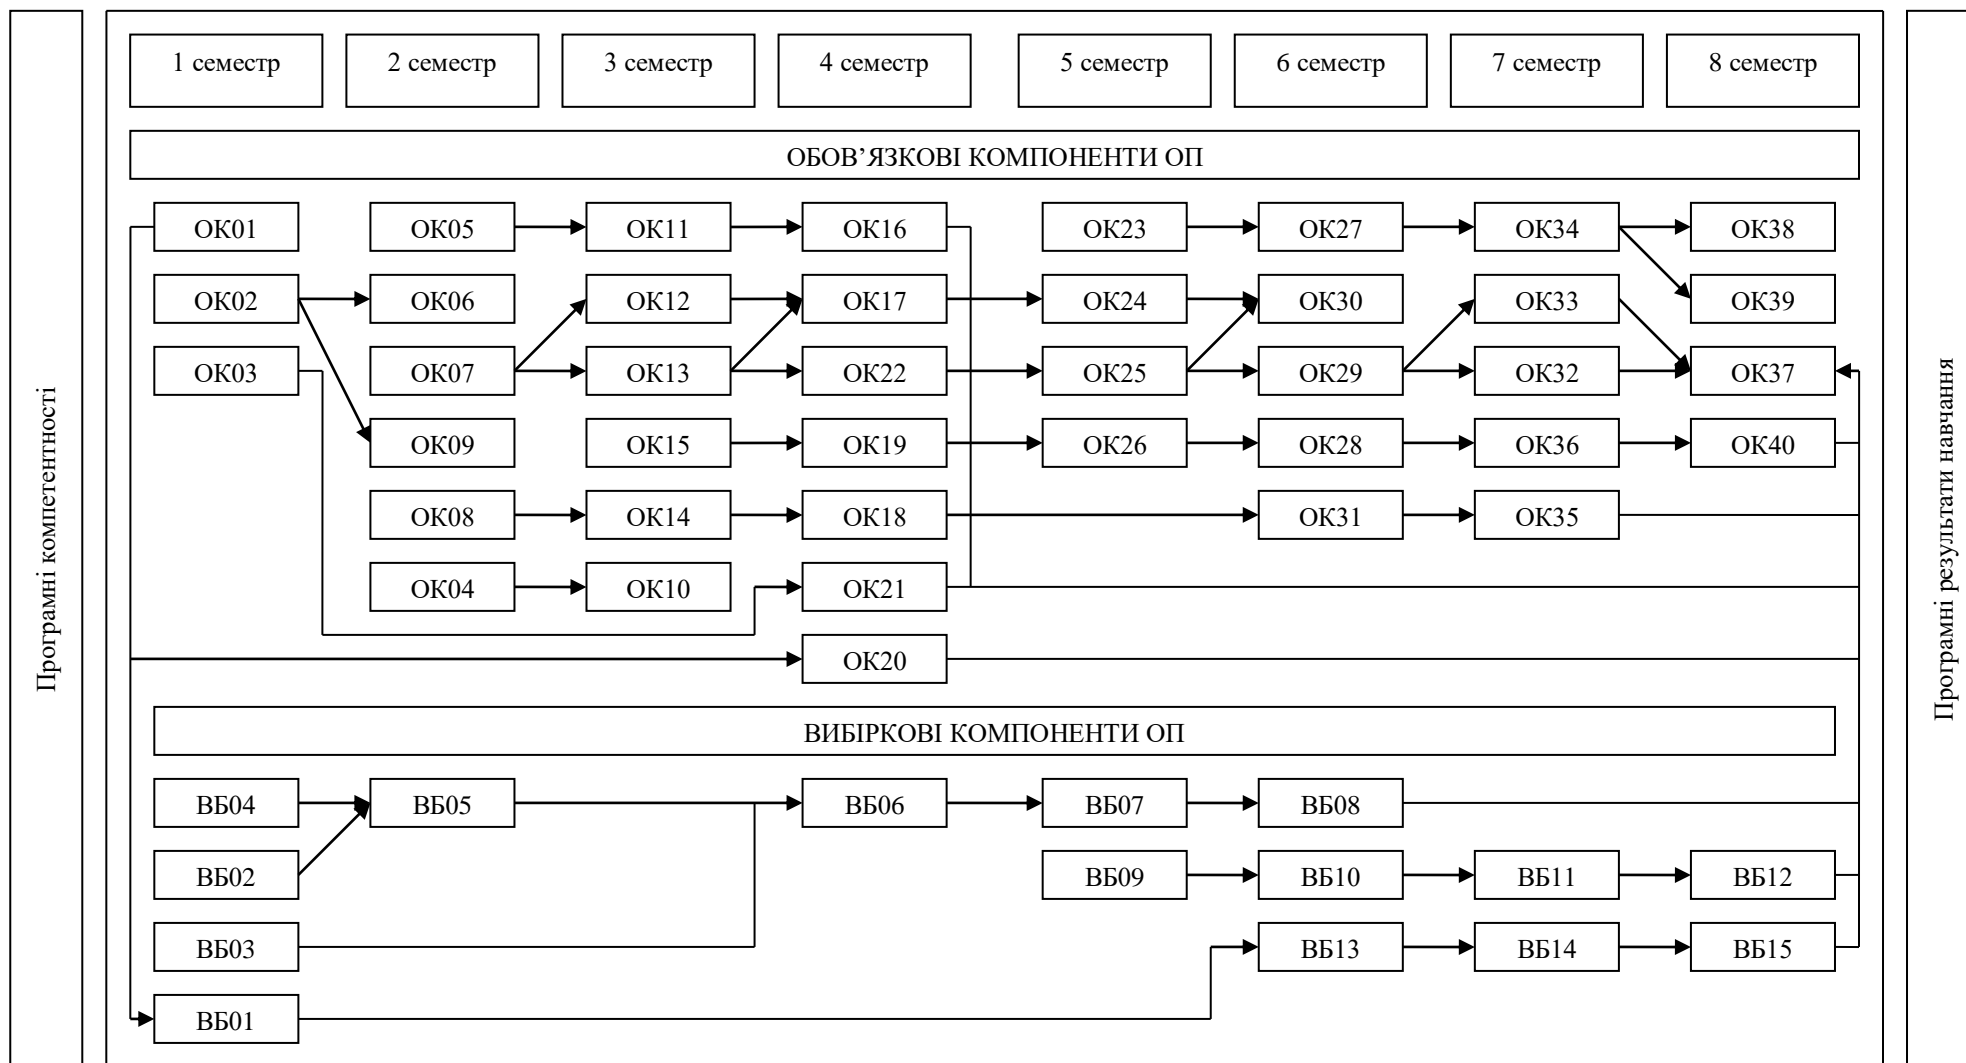 Програмні компетентності
1 семестр 2 семестр 3 семестр 4 семестр 5 семестр 6 семестр 7 семестр 8 семестр
ОБОВ’ЯЗКОВІ КОМПОНЕНТИ ОП
ОК01 ОК05 ОК11 ОК16 ОК23 ОК27 ОК34 ОК38
ОК02 ОК06 ОК12 ОК17 ОК24 ОК30 ОК33 ОК39
ОК03 ОК07 ОК13 ОК22 ОК25 ОК29 ОК32 ОК37
ОК09 ОК15 ОК19 ОК26 ОК28 ОК36 ОК40
ОК08 ОК14 ОК18 ОК31 ОК35
ОК04 ОК10 ОК21
ОК20
ВИБІРКОВІ КОМПОНЕНТИ ОП
ВБ04 ВБ05 ВБ06 ВБ07 ВБ08
ВБ02 ВБ09 ВБ10 ВБ11 ВБ12
ВБ03 ВБ13 ВБ14 ВБ15
ВБ01
Програмні результати навчання